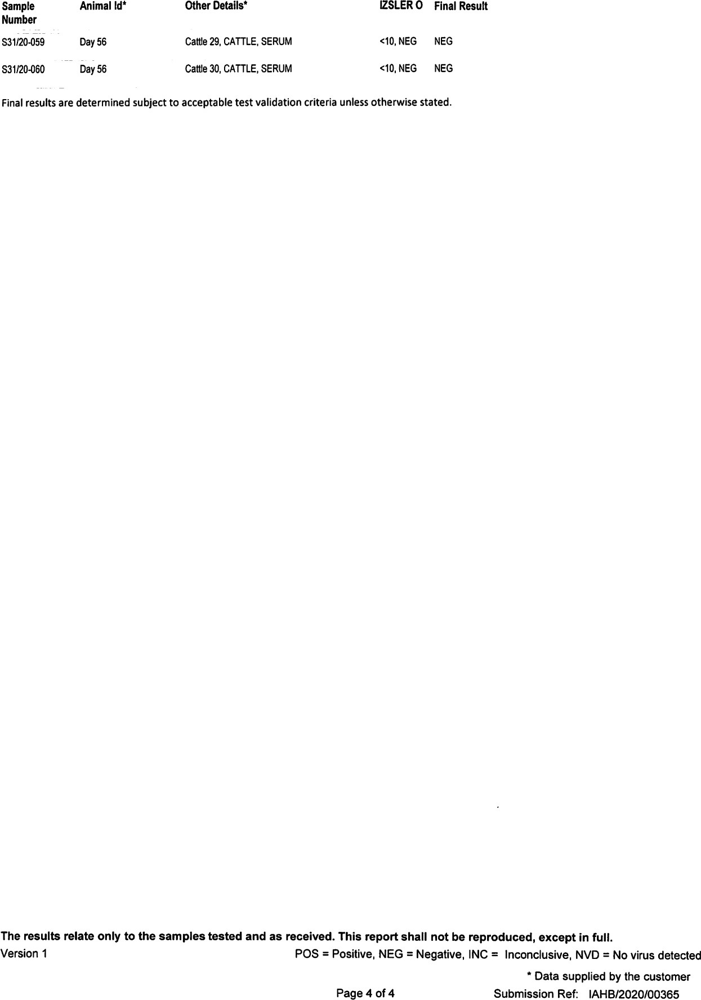 Sample Number Animal Id* Other Details* IZSLER O Final Result
S31/20-059 Day 56 Cattle 29, CATTLE, SERUM <10, NEG NEG
S31/20-060 Day 56 Cattle 30, CATTLE, SERUM <10, NEG NEG
Final results are determined subject to acceptable test validation criteria unless otherwise stated.
The results relate only to the samples tested and as received. This report shall not be reproduced, except in full.
Version 1 POS = Positive, NEG = Negative, INC = Inconclusive, NVD = No virus detected
* Data supplied by the customer
Page 4 of 4 Submission Ref: IAHB/2020/00365